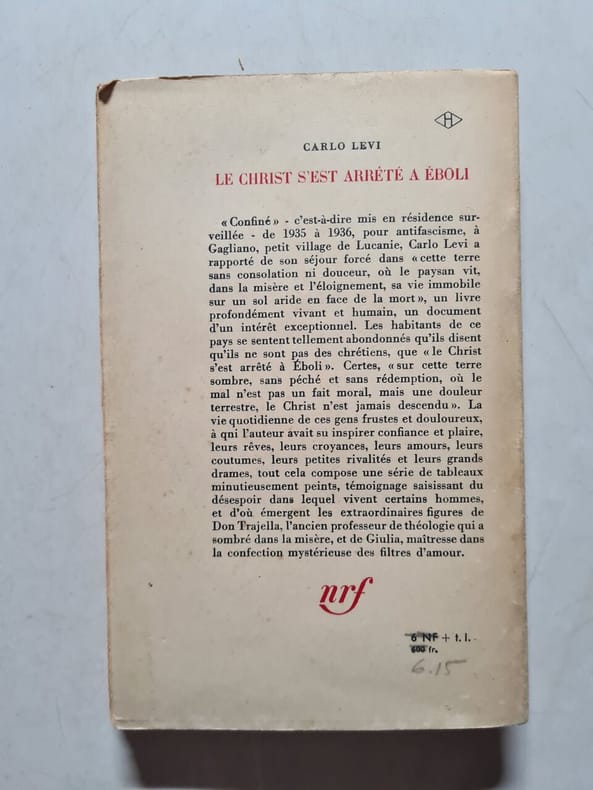 H
CARLO LEVI
LE CHRIST S'EST ARRÊTÉ A ÉBOLI
« Confiné » - c'est-à-dire mis en résidence sur-
veillée - de 1935 à 1936, pour antifascisme, à
Gagliano, petit village de Lucanie, Carlo Levi a
rapporté de son séjour forcé dans « cette terre
sans consolation ni douceur, où le paysan vit,
dans la misère et l'éloignement, sa vie immobile
sur un sol aride en face de la mort », un livre
profondément vivant et humain, un document
d'un intérêt exceptionnel. Les habitants de ce
pays se sentent tellement abandonnés qu'ils disent
qu'ils ne sont pas des chrétiens, que « le Christ
s'est arrêté à Éboli ». Certes, « sur cette terre
sombre, sans péché et sans rédemption, où le
mal n'est pas un fait moral, mais une douleur
terrestre, le Christ n'est jamais descendu ». La
vie quotidienne de ces gens frustes et douloureux,
à qni l'auteur avait su inspirer confiance et plaire,
leurs rêves, leurs croyances, leurs amours, leurs
coutumes, leurs petites rivalités et leurs grands
drames, tout cela compose une série de tableaux
minutieusement peints, témoignage saisissant du
désespoir dans lequel vivent certains hommes,
et d'où émergent les extraordinaires figures de
Don Trajella, l'ancien professeur de théologie qui a
sombré dans la misère, et de Giulia, maîtresse dans
la confection mystérieuse des filtres d'amour.
nrf
6 NF + t. l.
600 fr.
6.15